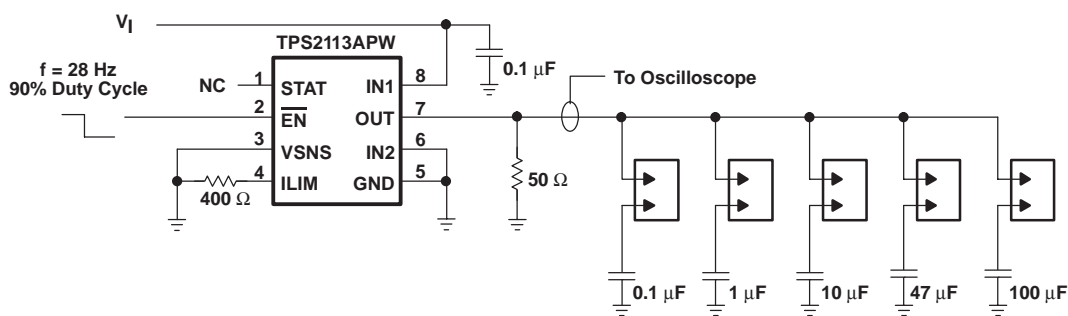 VI
TPS2113APW
f = 28 Hz
90% Duty Cycle
0.1 µF
To Oscilloscope
NC
1 STAT IN1 8
2 EN OUT 7
3 VSNS IN2 6
4 ILIM GND 5
400 Ω
50 Ω
0.1 µF
1 µF
10 µF
47 µF
100 µF